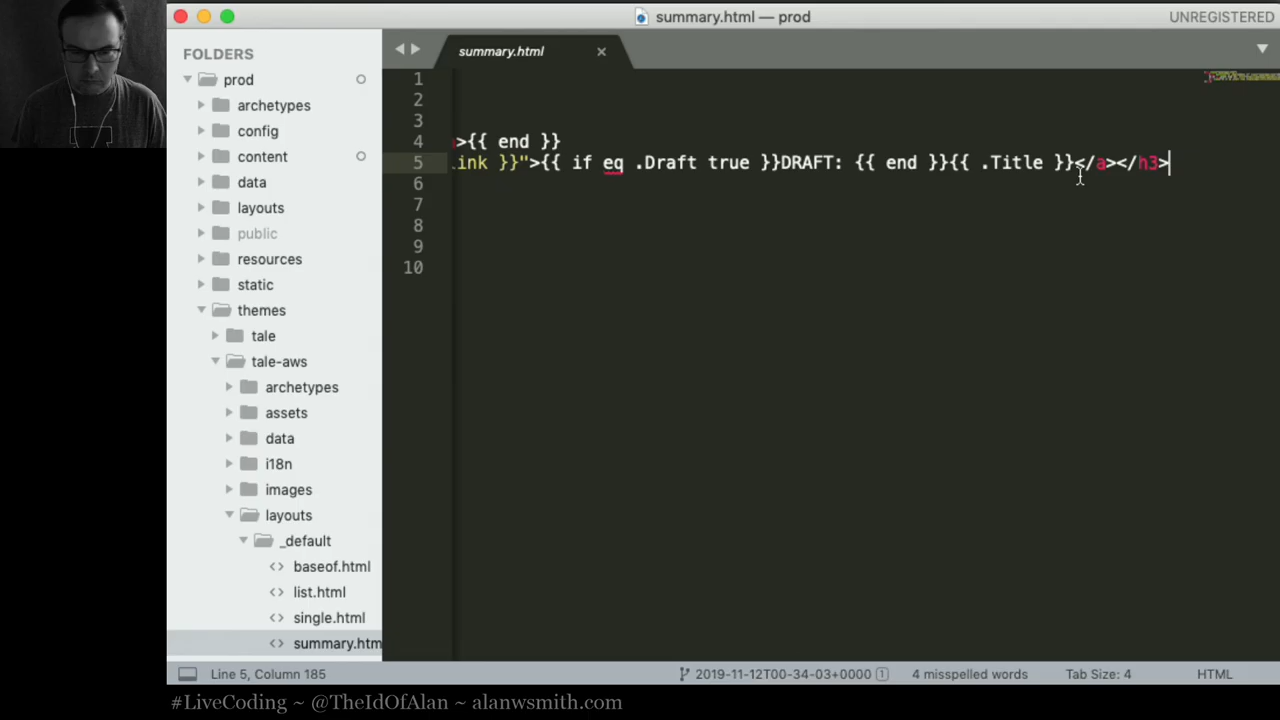 summary.html — prod
UNREGISTERED
FOLDERS
prod
archetypes
config
content
data
layouts
public
resources
static
themes
tale
tale-aws
archetypes
assets
data
i18n
images
layouts
_default
baseof.html
list.html
single.html
summary.htm
summary.html
1
2
3
4 >{{ end }}
5 .ink }}">{{ if eq .Draft true }}DRAFT: {{ end }}{{ .Title }}</a></h3>
6
7
8
9
10
Line 5, Column 185
2019-11-12T00-34-03+0000 1
4 misspelled words
Tab Size: 4
HTML
#LiveCoding ~ @TheIdOfAlan ~ alanwsmith.com